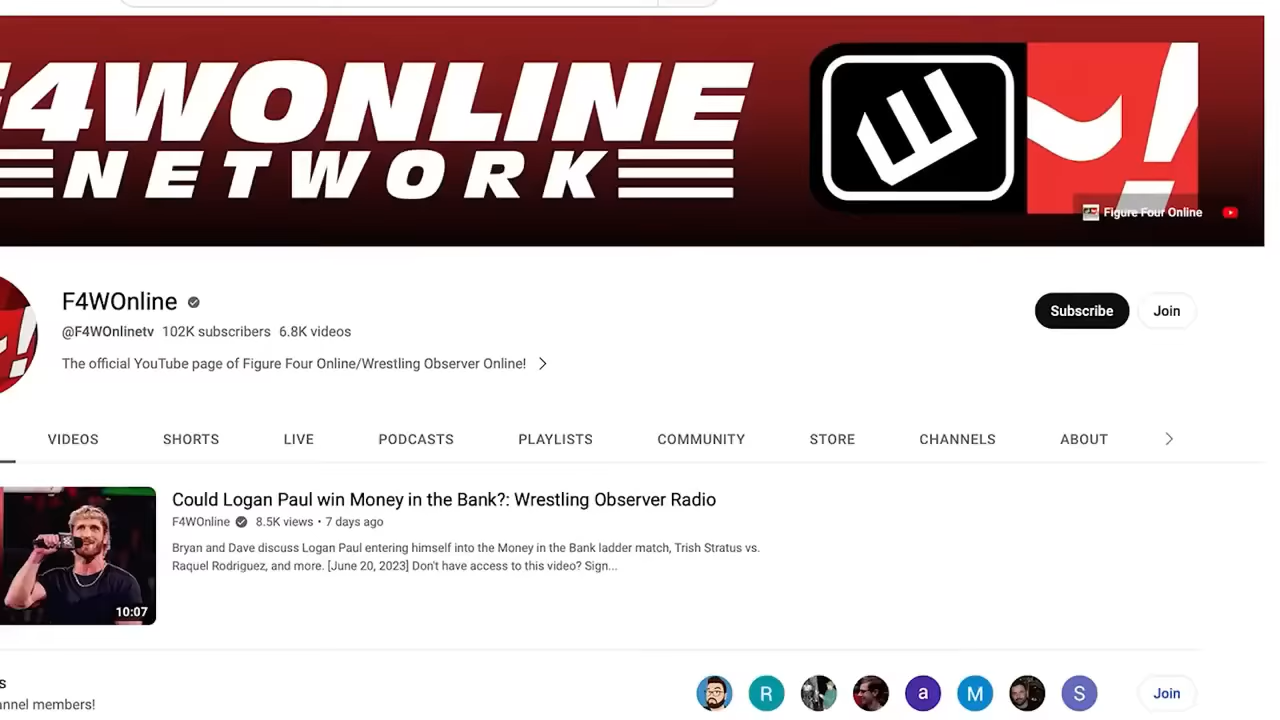 F4WONLINE
NETWORK
Figure Four Online
F4WOnline
@F4WOnlinetv 102K subscribers 6.8K videos
The official YouTube page of Figure Four Online/Wrestling Observer Online!
Subscribe
Join
VIDEOS SHORTS LIVE PODCASTS PLAYLISTS COMMUNITY STORE CHANNELS ABOUT
10:07
Could Logan Paul win Money in the Bank?: Wrestling Observer Radio
F4WOnline 8.5K views • 7 days ago
Bryan and Dave discuss Logan Paul entering himself into the Money in the Bank ladder match, Trish Stratus vs.
Raquel Rodriguez, and more. [June 20, 2023] Don't have access to this video? Sign...
s
annel members!
R a M S
Join